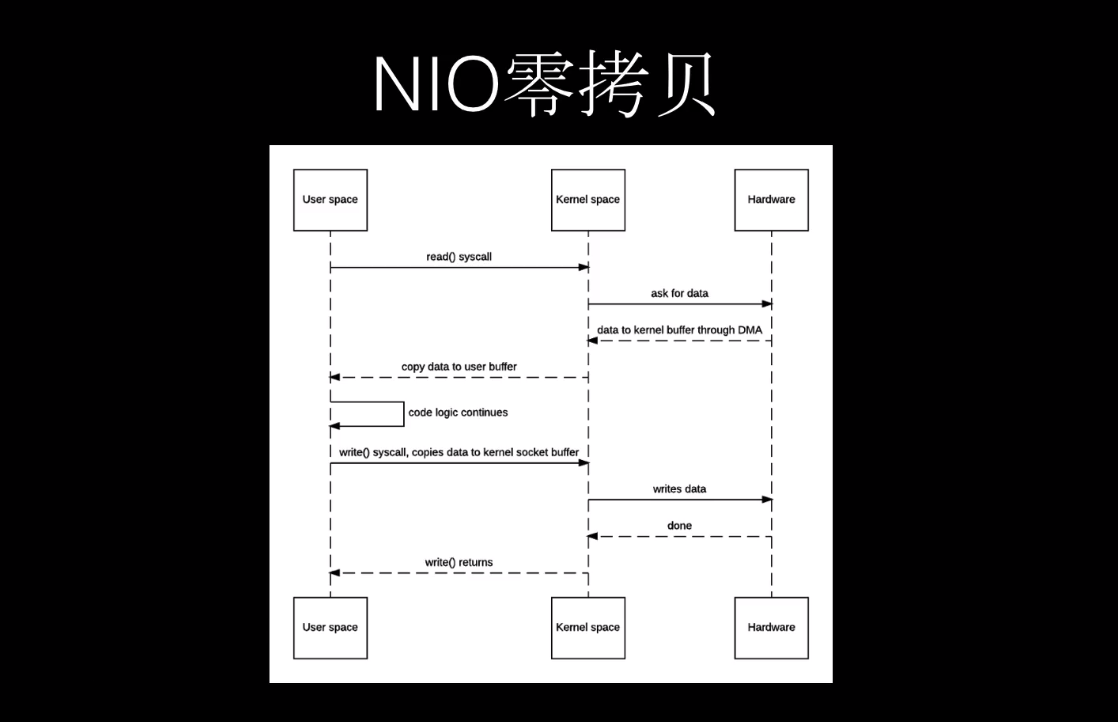 NIO零拷贝
User space
Kernel space
Hardware
read() syscall
ask for data
data to kernel buffer through DMA
copy data to user buffer
code logic continues
write() syscall, copies data to kernel socket buffer
writes data
done
write() returns
User space
Kernel space
Hardware